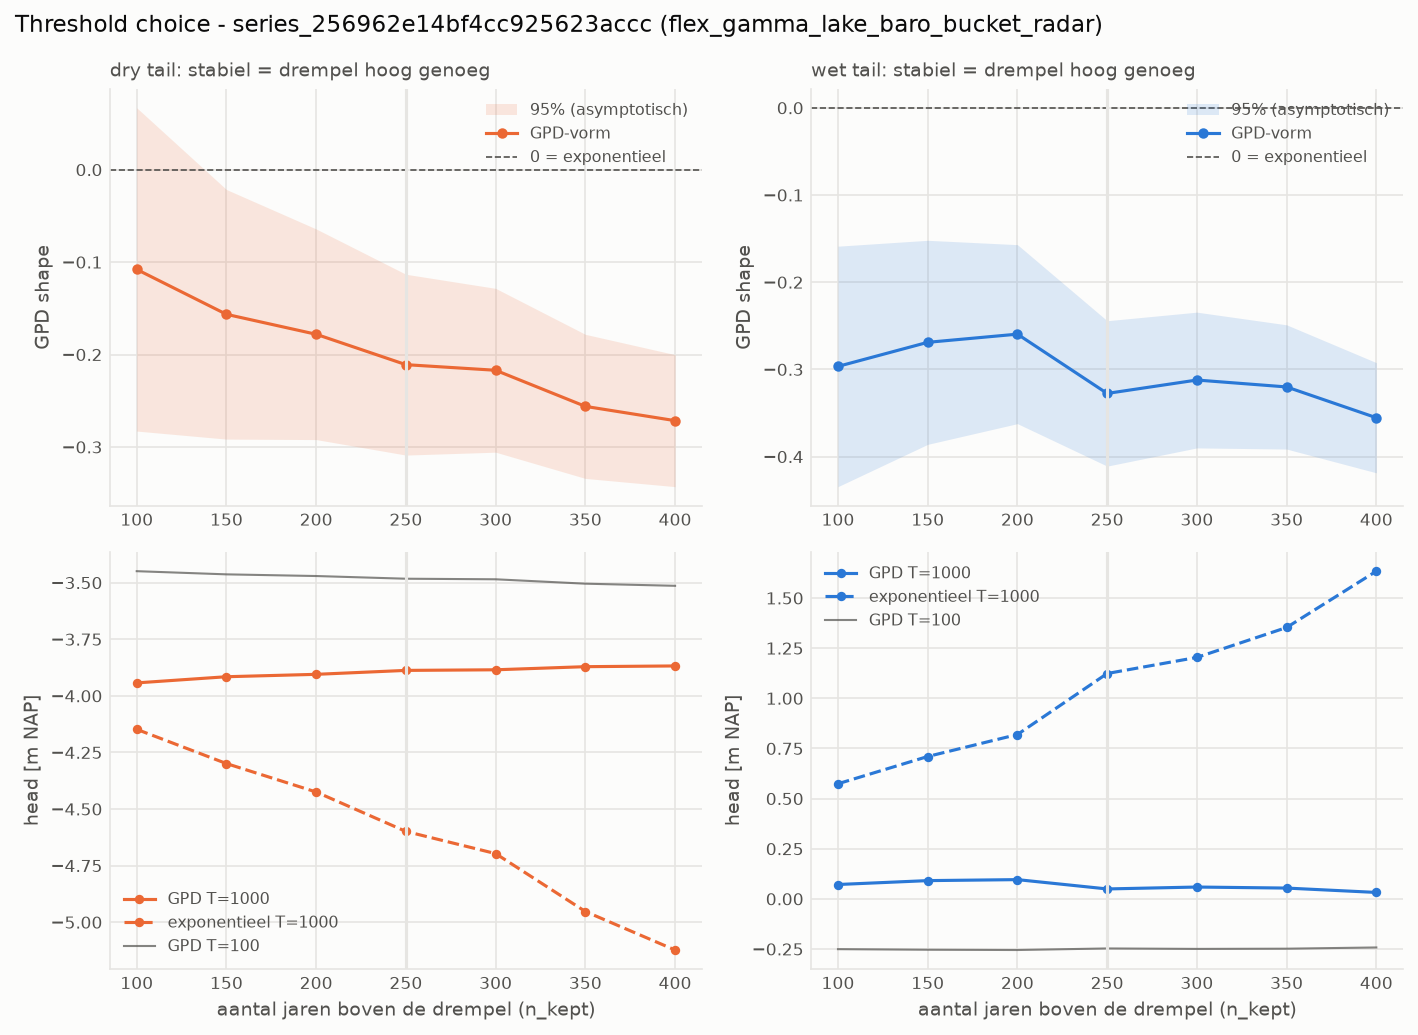 Threshold choice - series_256962e14bf4cc925623accc (flex_gamma_lake_baro_bucket_radar)
dry tail: stabiel = drempel hoog genoeg
95% (asymptotisch)
GPD-vorm
0 = exponentieel
GPD shape
0.0
−0.1
−0.2
−0.3
100 150 200 250 300 350 400
wet tail: stabiel = drempel hoog genoeg
95% (asymptotisch)
GPD-vorm
0 = exponentieel
GPD shape
0.0
−0.1
−0.2
−0.3
−0.4
100 150 200 250 300 350 400
head [m NAP]
−3.50
−3.75
−4.00
−4.25
−4.50
−4.75
−5.00
GPD T=1000
exponentieel T=1000
GPD T=100
100 150 200 250 300 350 400
aantal jaren boven de drempel (n_kept)
head [m NAP]
GPD T=1000
exponentieel T=1000
GPD T=100
1.50
1.25
1.00
0.75
0.50
0.25
0.00
−0.25
100 150 200 250 300 350 400
aantal jaren boven de drempel (n_kept)